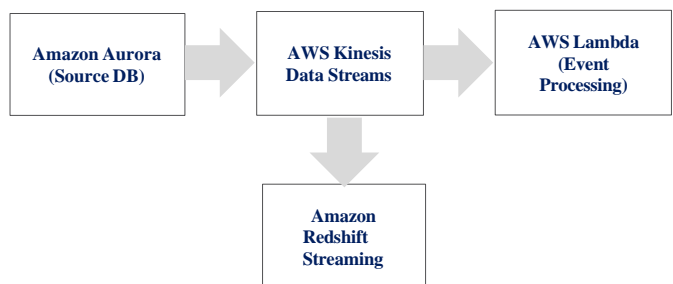 Amazon Aurora
(Source DB)
AWS Kinesis
Data Streams
AWS Lambda
(Event
Processing)
Amazon
Redshift
Streaming